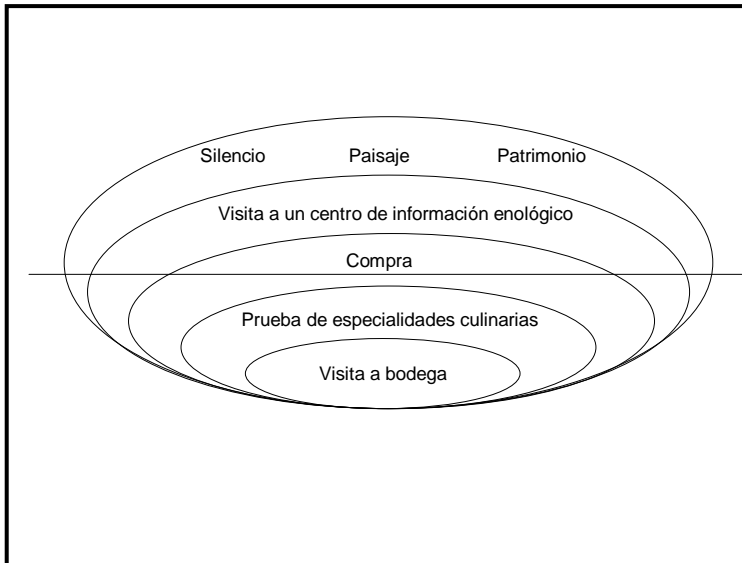 Silencio Paisaje Patrimonio
Visita a un centro de información enológico
Compra
Prueba de especialidades culinarias
Visita a bodega